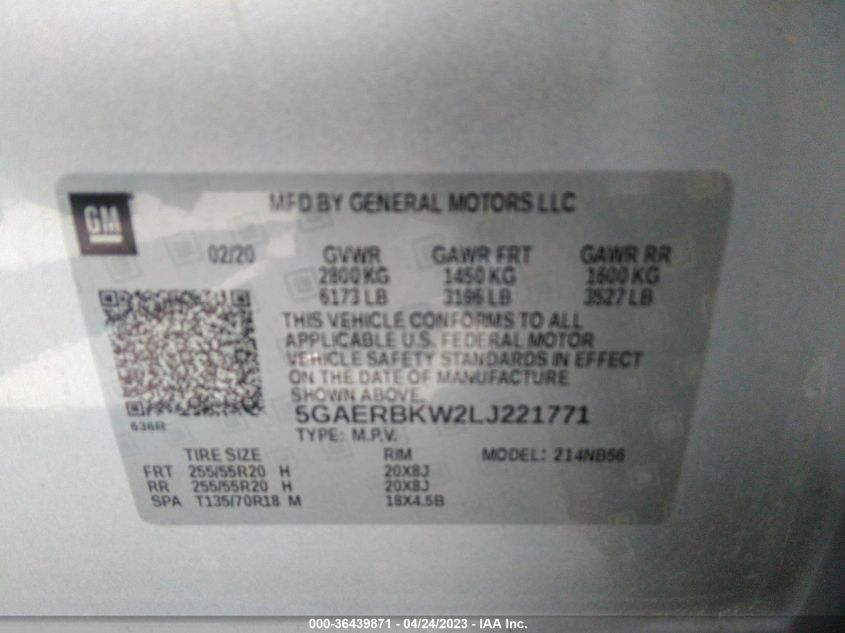 MFD BY GENERAL MOTORS LLC
GM
02/20 GVWR GAWR FRT GAWR RR
2800 KG 1450 KG 1600 KG
6173 LB 3196 LB 3527 LB
THIS VEHICLE CONFORMS TO ALL
APPLICABLE U.S. FEDERAL MOTOR
VEHICLE SAFETY STANDARDS IN EFFECT
ON THE DATE OF MANUFACTURE
SHOWN ABOVE.
636R
5GAERBKW2LJ221771
TYPE: M.P.V.
TIRE SIZE RIM MODEL: 214NB56
FRT 255/55R20 H 20X8J
RR 255/55R20 H 20X8J
SPA T135/70R18 M 18X4.5B
000-36439871 - 04/24/2023 - IAA Inc.